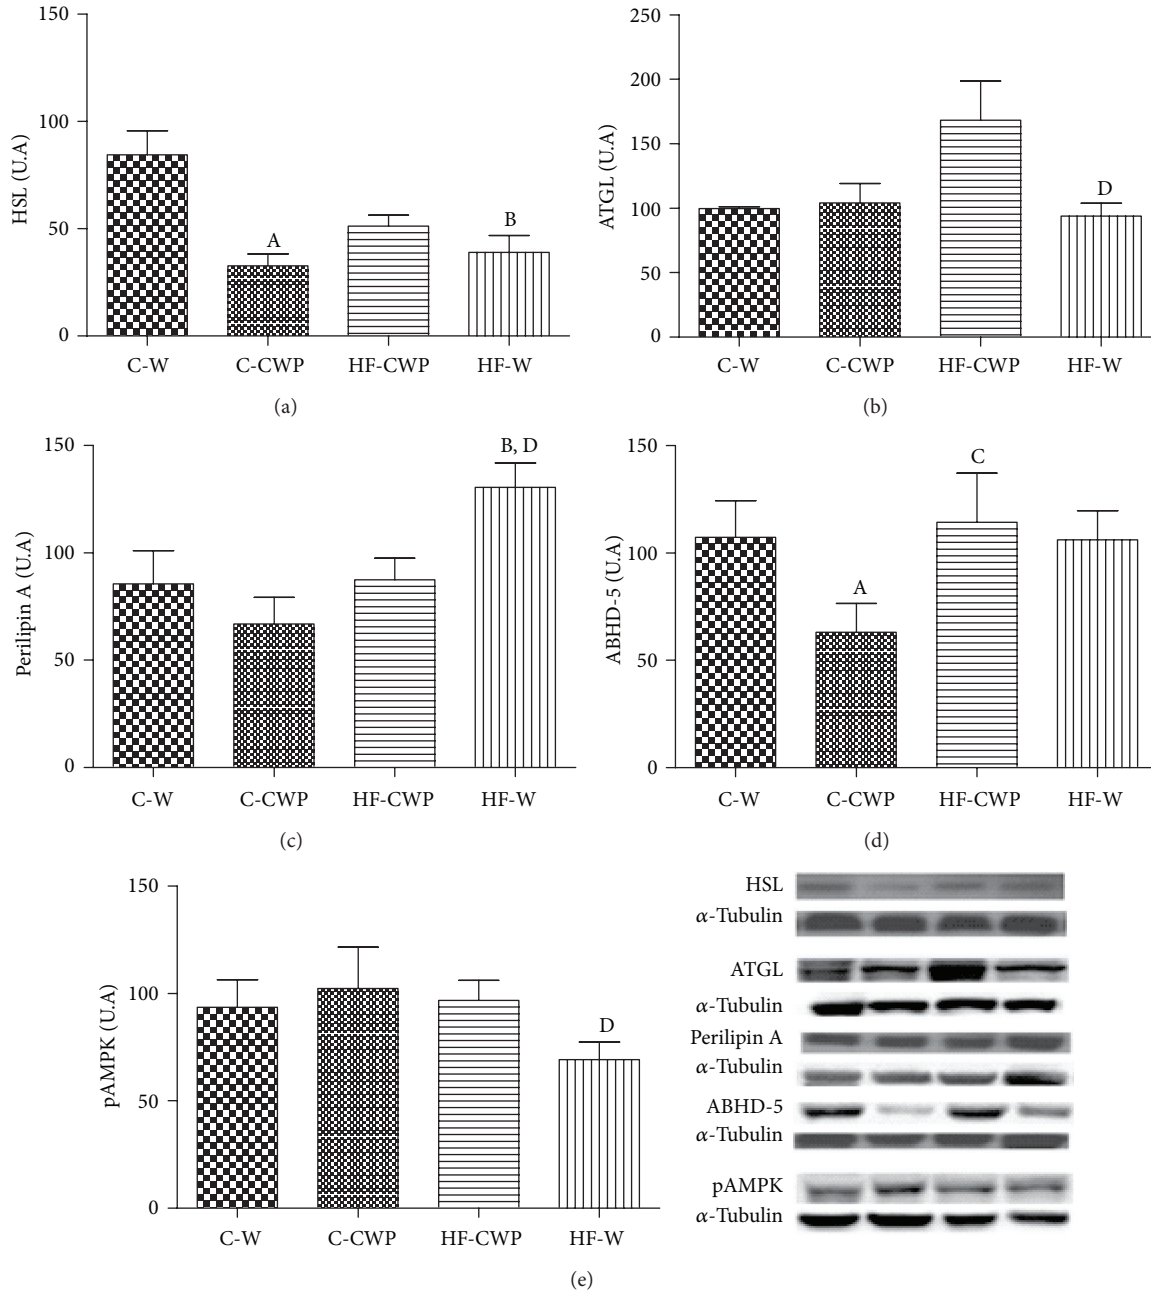 150
100
50
0
HSL (U.A)
A
B
C-W C-CWP HF-CWP HF-W
(a)
250
200
150
100
50
0
ATGL (U.A)
D
C-W C-CWP HF-CWP HF-W
(b)
150
100
50
0
Perilipin A (U.A)
B, D
C-W C-CWP HF-CWP HF-W
(c)
150
100
50
0
ABHD-5 (U.A)
A
C
C-W C-CWP HF-CWP HF-W
(d)
150
100
50
0
pAMPK (U.A)
D
C-W C-CWP HF-CWP HF-W
HSL
α-Tubulin
ATGL
α-Tubulin
Perilipin A
α-Tubulin
ABHD-5
α-Tubulin
pAMPK
α-Tubulin
(e)